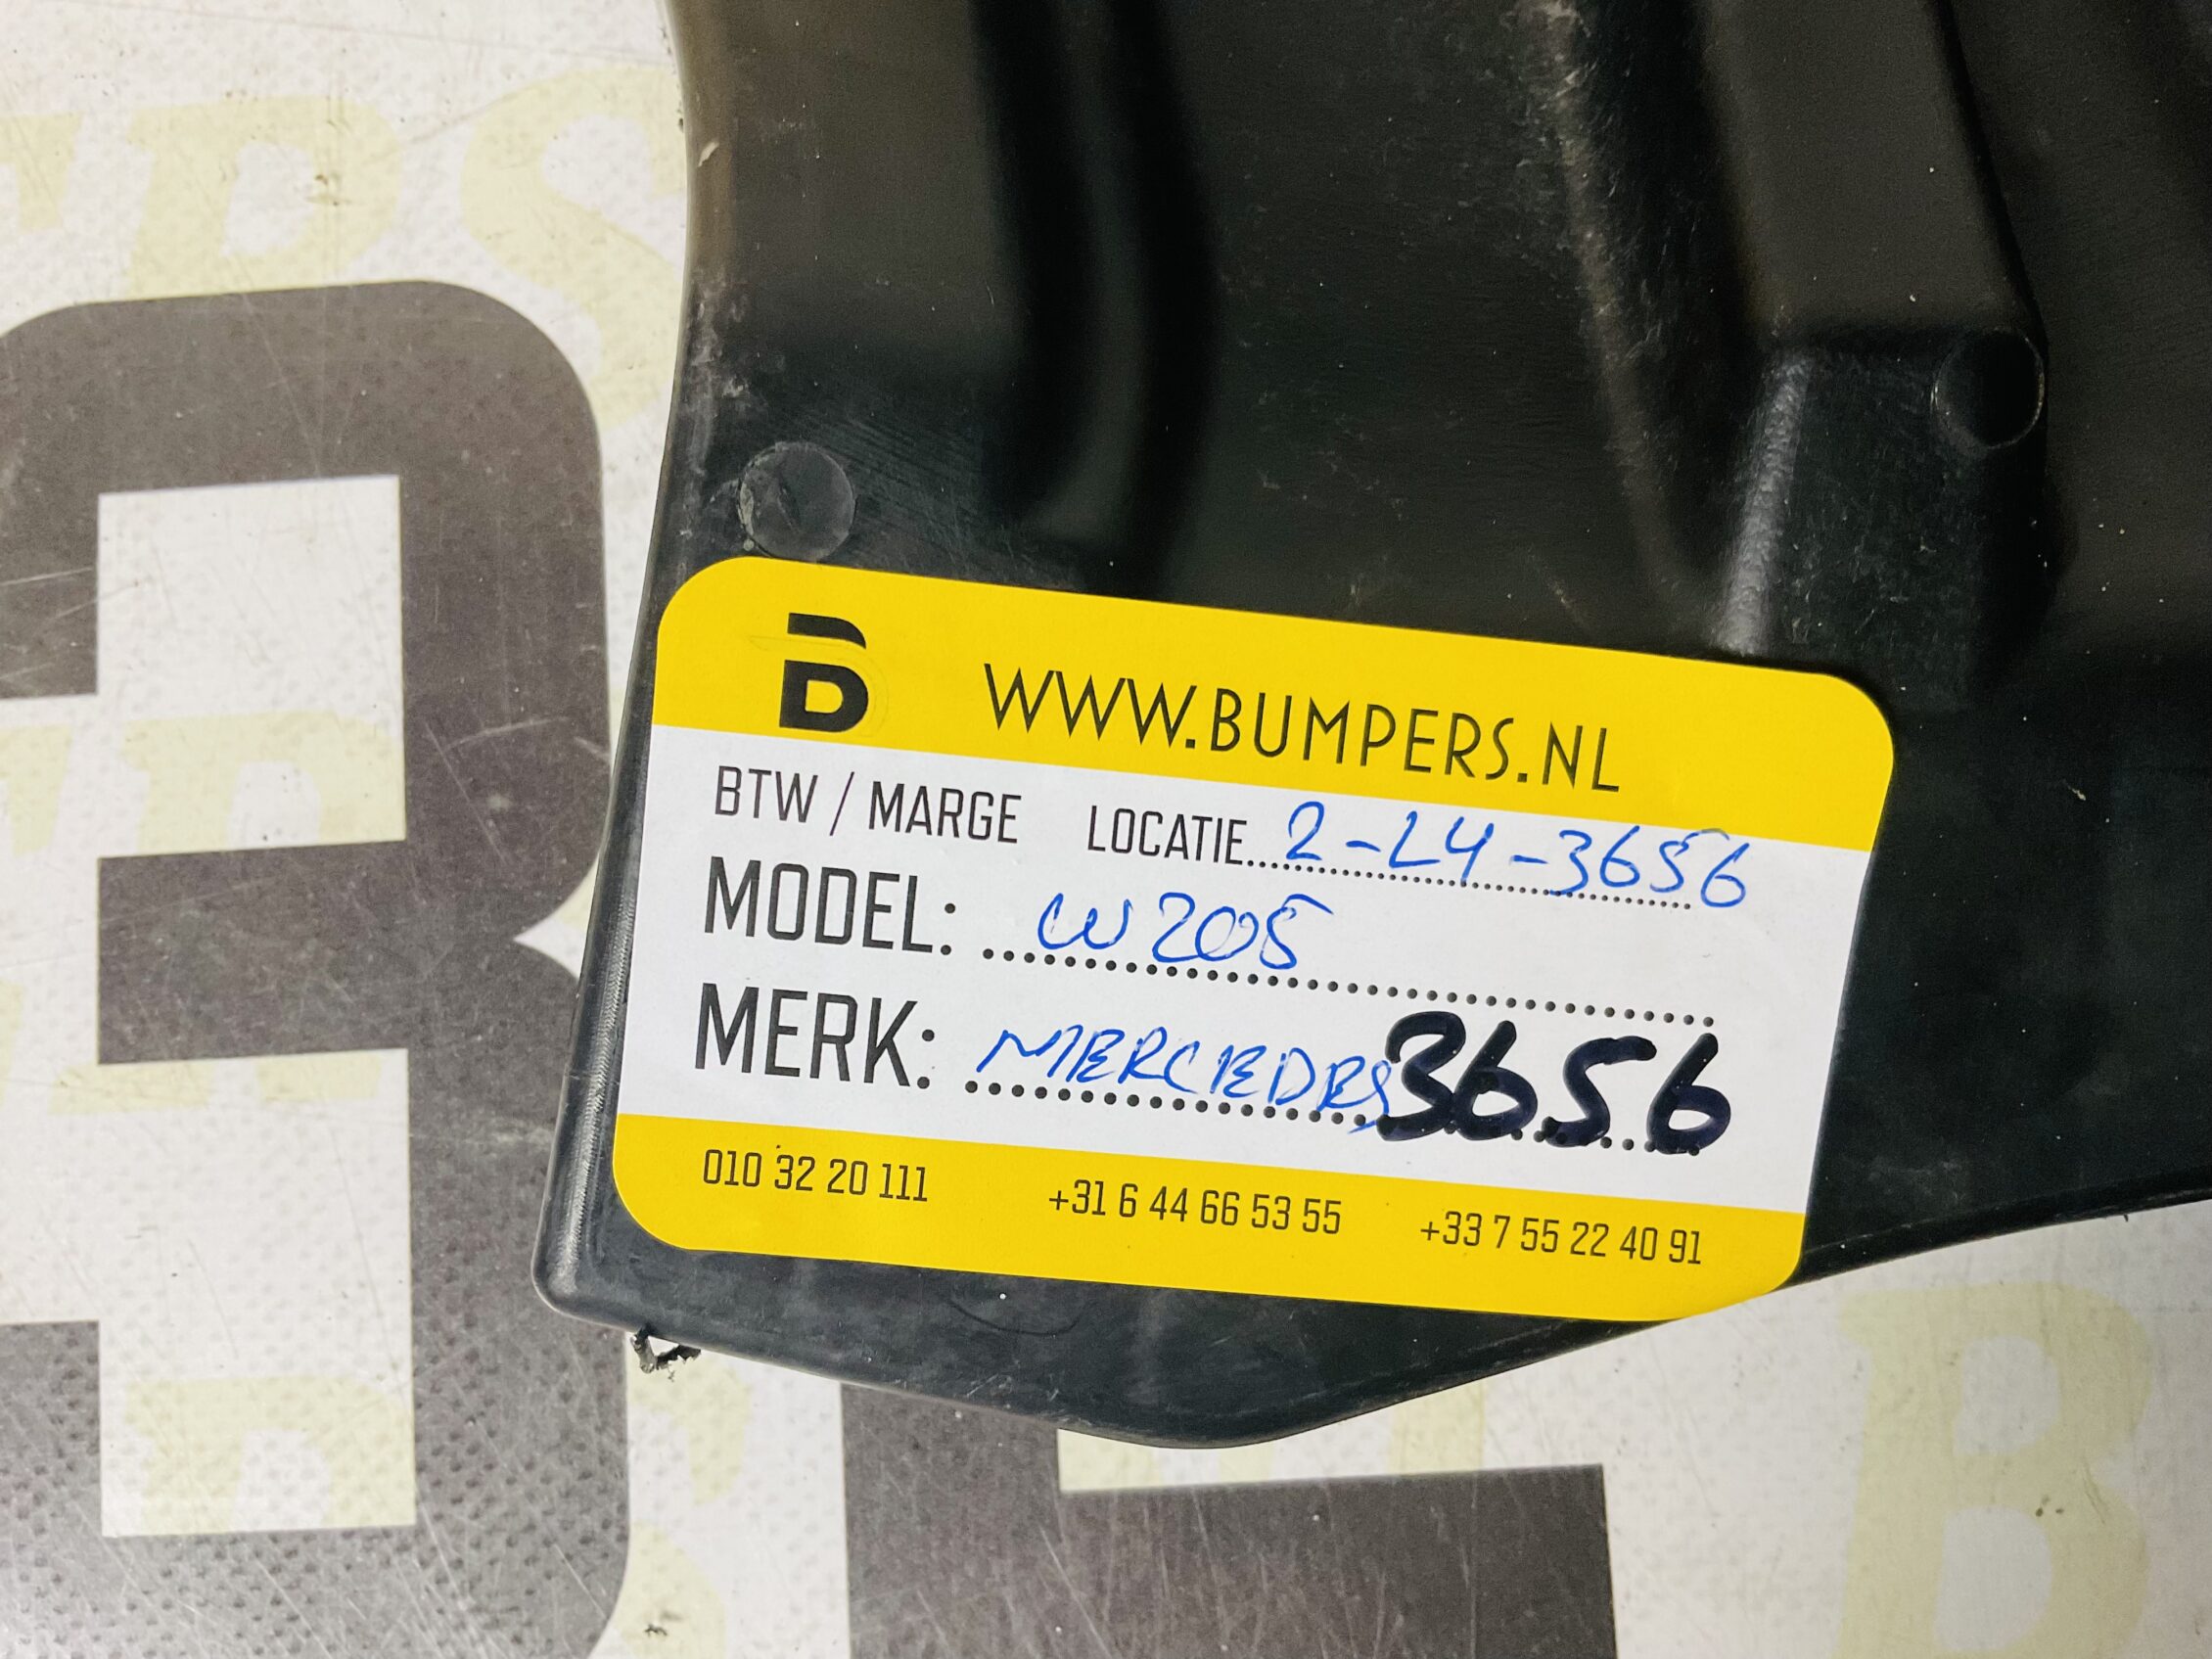 B WWW.BUMPERS.NL
BTW / MARGE LOCATIE... 2-L4-3656
MODEL: ... W205
MERK: ... MERCEDES 3656
010 32 20 111 +31 6 44 66 53 55 +33 7 55 22 40 91